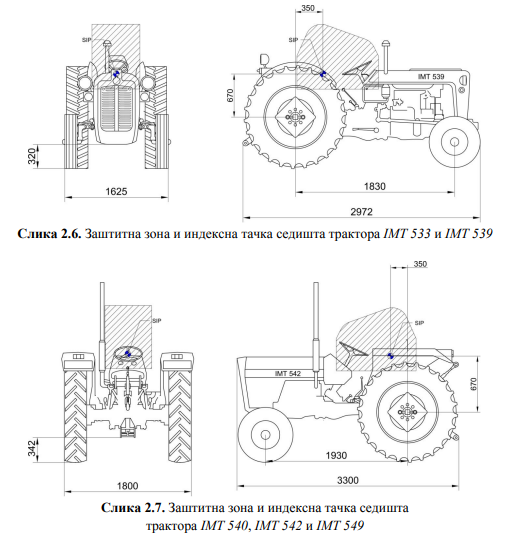 350
SIP
SIP
IMT 539
670
320
1625
1830
2972
Слика 2.6. Заштитна зона и индексна тачка седишта трактора IMT 533 и IMT 539
350
SIP
SIP
IMT 542
670
342
1930
1800
3300
Слика 2.7. Заштитна зона и индексна тачка седишта
трактора IMT 540, IMT 542 и IMT 549